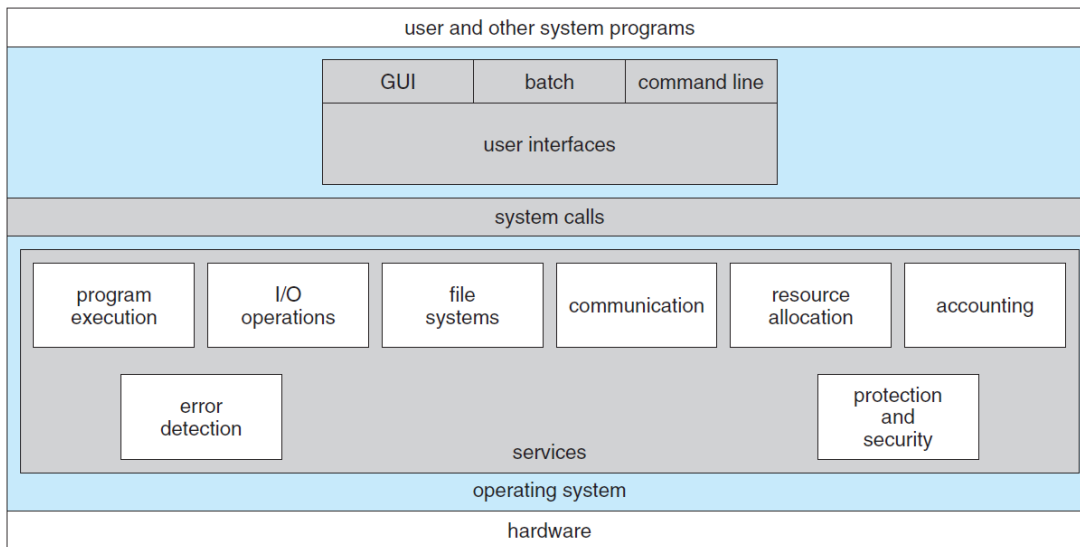 user and other system programs
GUI
batch
command line
user interfaces
system calls
program
execution
I/O
operations
file
systems
communication
resource
allocation
accounting
error
detection
protection
and
security
services
operating system
hardware